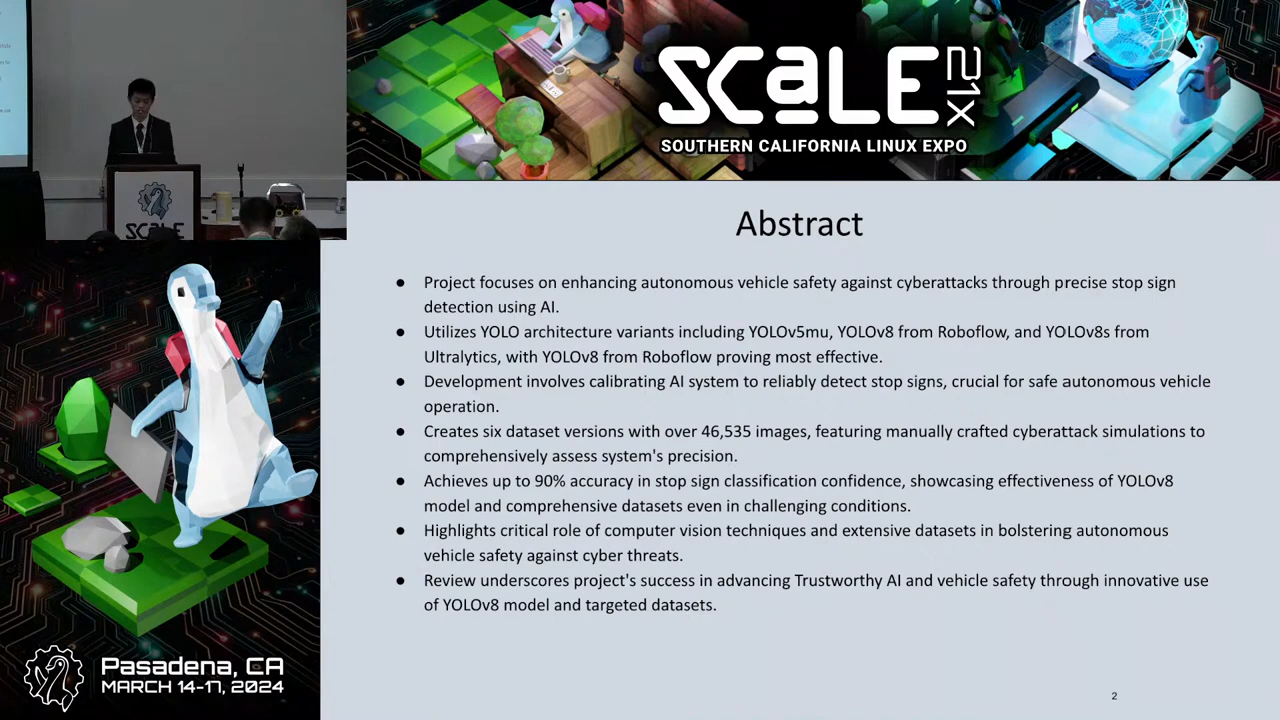 SCALE
21X
SOUTHERN CALIFORNIA LINUX EXPO
SCALE
Abstract
● Project focuses on enhancing autonomous vehicle safety against cyberattacks through precise stop sign
detection using AI.
● Utilizes YOLO architecture variants including YOLOv5mu, YOLOv8 from Roboflow, and YOLOv8s from
Ultralytics, with YOLOv8 from Roboflow proving most effective.
● Development involves calibrating AI system to reliably detect stop signs, crucial for safe autonomous vehicle
operation.
● Creates six dataset versions with over 46,535 images, featuring manually crafted cyberattack simulations to
comprehensively assess system's precision.
● Achieves up to 90% accuracy in stop sign classification confidence, showcasing effectiveness of YOLOv8
model and comprehensive datasets even in challenging conditions.
● Highlights critical role of computer vision techniques and extensive datasets in bolstering autonomous
vehicle safety against cyber threats.
● Review underscores project's success in advancing Trustworthy AI and vehicle safety through innovative use
of YOLOv8 model and targeted datasets.
Pasadena, CA
MARCH 14-17, 2024
2